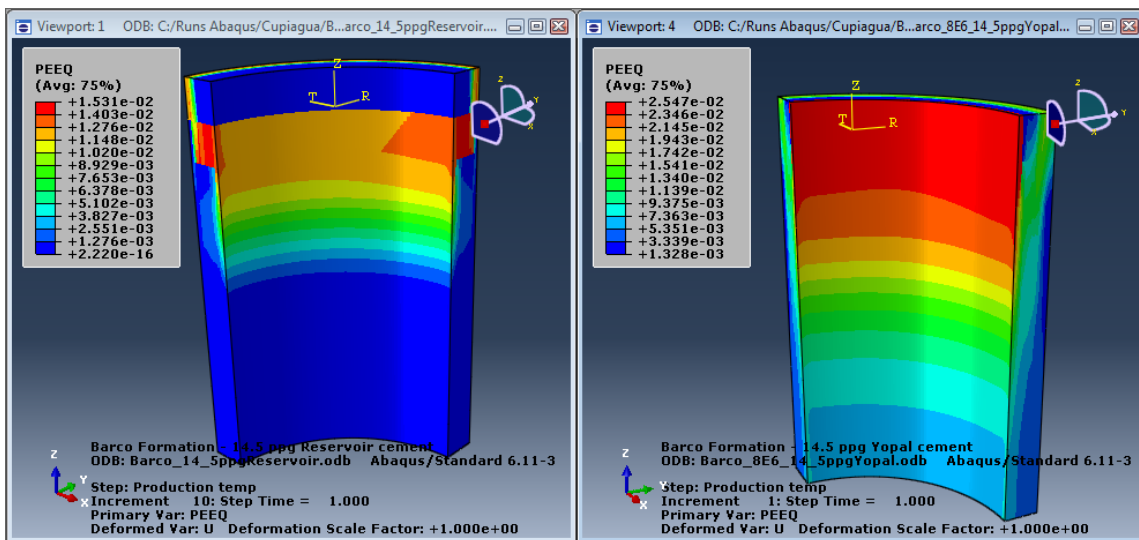 Viewport: 1 ODB: C:/Runs Abaqus/Cupiagua/B...arco_14_5ppgReservoir....
PEEQ
(Avg: 75%)
+1.531e-02
+1.403e-02
+1.276e-02
+1.148e-02
+1.020e-02
+8.929e-03
+7.653e-03
+6.378e-03
+5.102e-03
+3.827e-03
+2.551e-03
+1.276e-03
+2.220e-16
Z
T
R
Z
Y
X
Barco Formation - 14.5 ppg Reservoir cement
ODB: Barco_14_5ppgReservoir.odb Abaqus/Standard 6.11-3
Z
Y
X
Step: Production temp
Increment 10: Step Time = 1.000
Primary Var: PEEQ
Deformed Var: U Deformation Scale Factor: +1.000e+00
Viewport: 4 ODB: C:/Runs Abaqus/Cupiagua/B...arco_8E6_14_5ppgYopal...
PEEQ
(Avg: 75%)
+2.547e-02
+2.346e-02
+2.145e-02
+1.943e-02
+1.742e-02
+1.541e-02
+1.340e-02
+1.139e-02
+9.375e-03
+7.363e-03
+5.351e-03
+3.339e-03
+1.328e-03
Z
T
R
Z
Y
X
Barco Formation - 14.5 ppg Yopal cement
ODB: Barco_8E6_14_5ppgYopal.odb Abaqus/Standard 6.11-3
Z
Y
X
Step: Production temp
Increment 1: Step Time = 1.000
Primary Var: PEEQ
Deformed Var: U Deformation Scale Factor: +1.000e+00